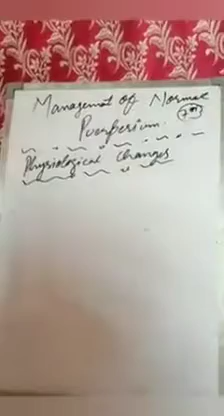 Management of Normal
Puerperium.
Physiological changes